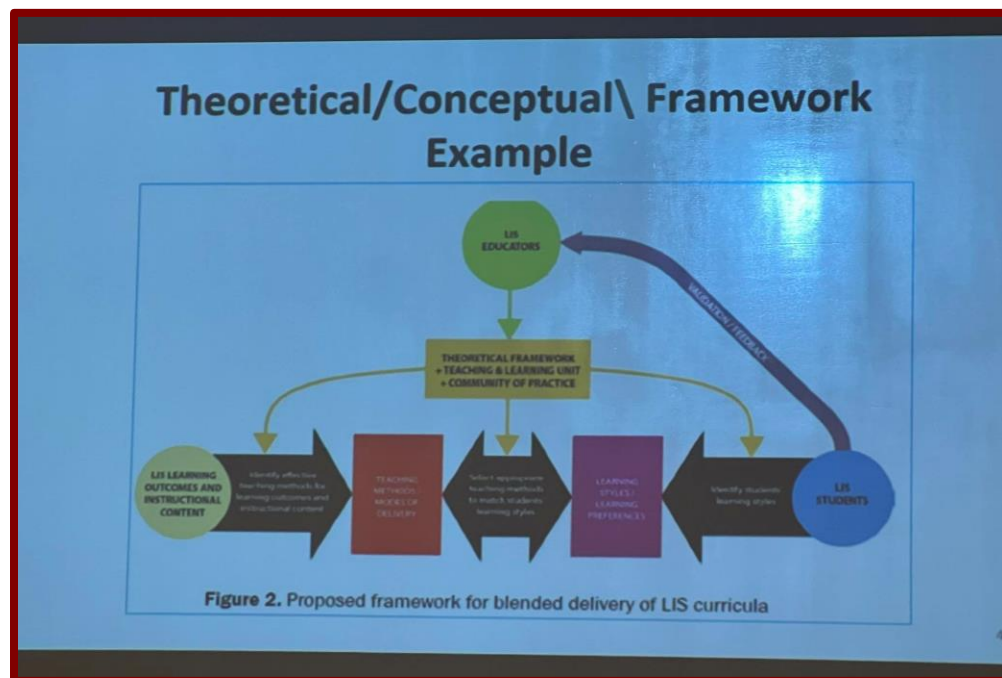 Theoretical/Conceptual\ Framework
Example
LIS
EDUCATORS
VALIDATION / FEEDBACK
THEORETICAL FRAMEWORK
+ TEACHING & LEARNING UNIT
+ COMMUNITY OF PRACTICE
LIS LEARNING
OUTCOMES AND
INSTRUCTIONAL
CONTENT
Identify effective
teaching methods for
learning outcomes and
instructional content
TEACHING
METHODS /
MODES OF
DELIVERY
Select appropriate
teaching methods
to match students'
learning styles
LEARNING
STYLES /
LEARNING
PREFERENCES
Identify students'
learning styles
LIS
STUDENTS
Figure 2. Proposed framework for blended delivery of LIS curricula